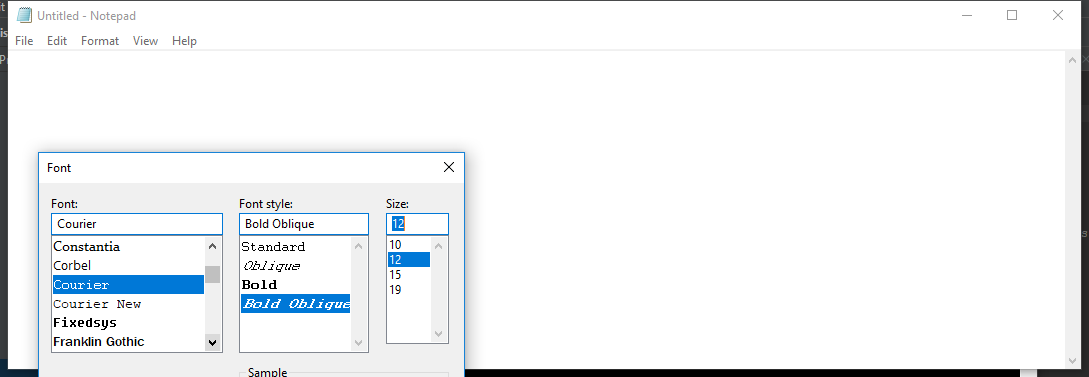 Untitled - Notepad
File Edit Format View Help
Font
Font: Font style: Size:
Courier Bold Oblique 12
Constantia
Corbel
Courier
Courier New
Fixedsys
Franklin Gothic
Standard
Oblique
Bold
Bold Oblique
10
12
15
19
Sample